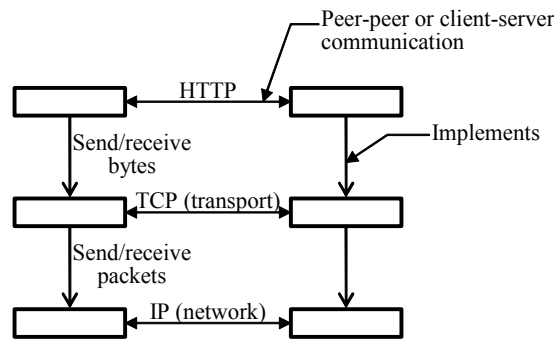 Peer-peer or client-server
communication
HTTP
Send/receive
bytes
Implements
TCP (transport)
Send/receive
packets
IP (network)